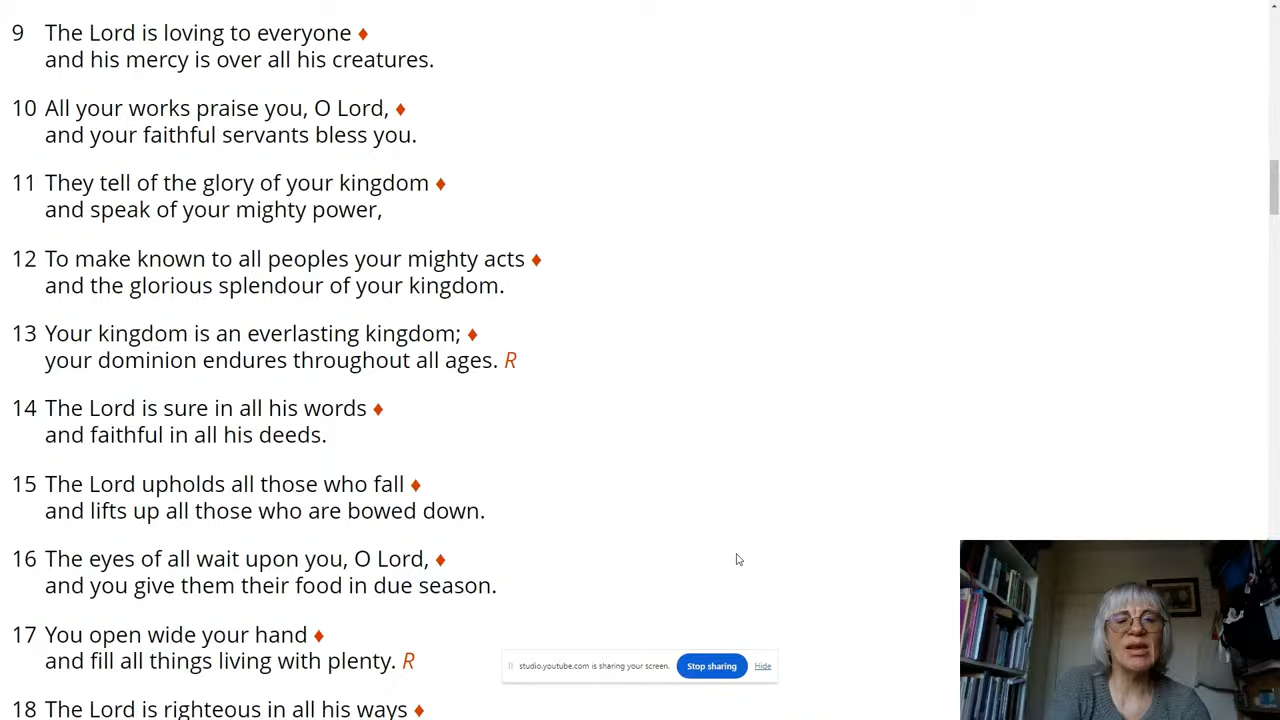 9 The Lord is loving to everyone ♦
and his mercy is over all his creatures.
10 All your works praise you, O Lord, ♦
and your faithful servants bless you.
11 They tell of the glory of your kingdom ♦
and speak of your mighty power,
12 To make known to all peoples your mighty acts ♦
and the glorious splendour of your kingdom.
13 Your kingdom is an everlasting kingdom; ♦
your dominion endures throughout all ages. R
14 The Lord is sure in all his words ♦
and faithful in all his deeds.
15 The Lord upholds all those who fall ♦
and lifts up all those who are bowed down.
16 The eyes of all wait upon you, O Lord, ♦
and you give them their food in due season.
17 You open wide your hand ♦
and fill all things living with plenty. R
studio.youtube.com is sharing your screen. Stop sharing Hide
18 The Lord is righteous in all his ways ♦